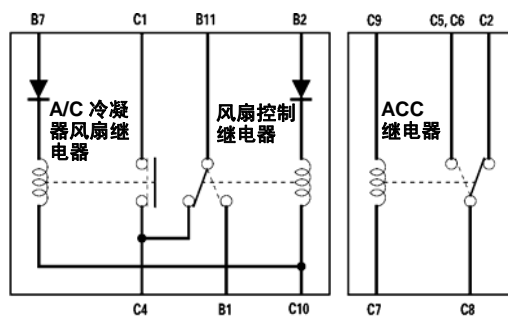 B7 C1 B11 B2 C9 C5, C6 C2
A/C 冷凝
器风扇继
电器
风扇控制
继电器
ACC
继电器
C4 B1 C10 C7 C8